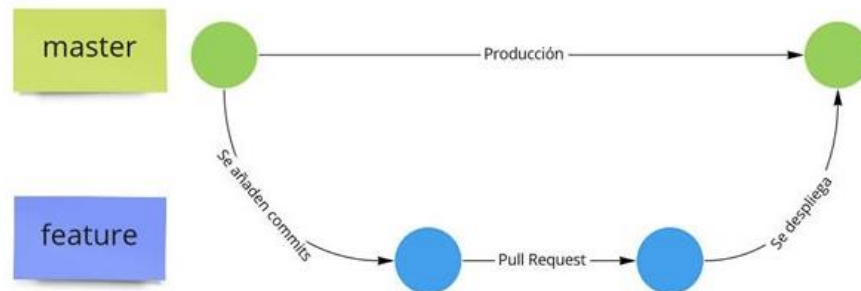 master
Producción
Se añaden commits
Se despliega
feature
Pull Request